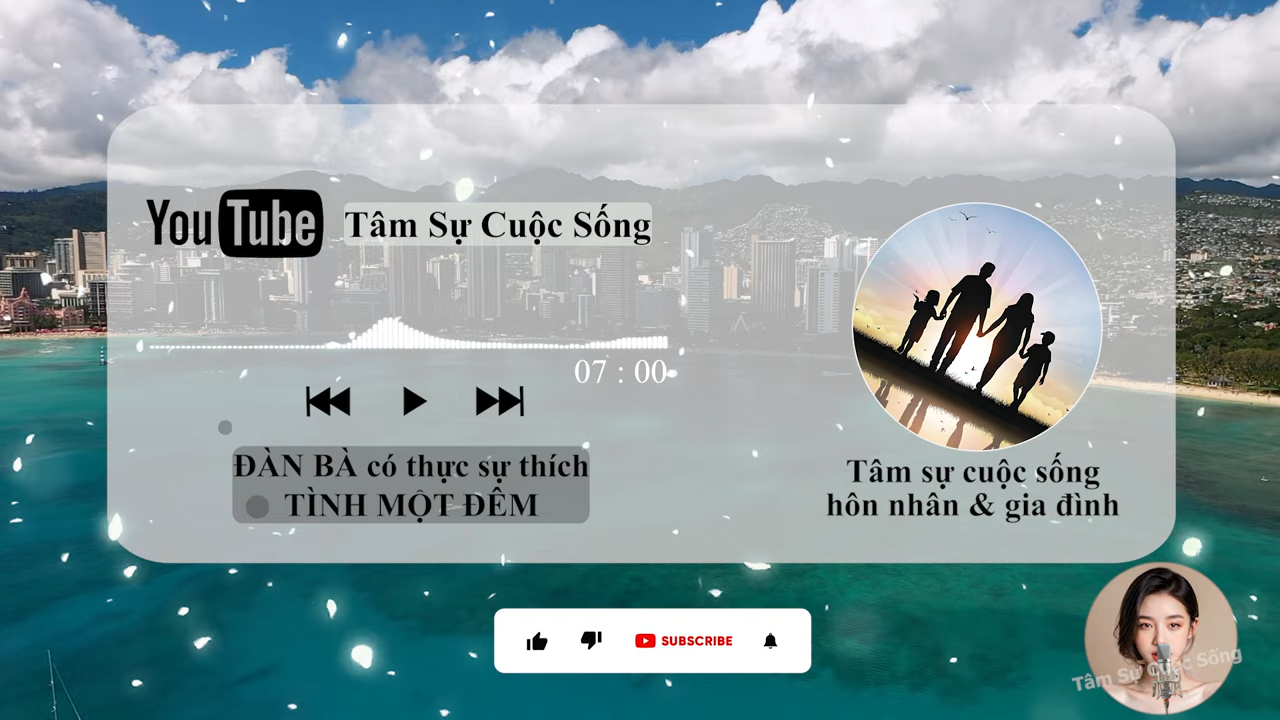 YouTube
Tâm Sự Cuộc Sống
07 : 00
ĐÀN BÀ có thực sự thích
TÌNH MỘT ĐÊM
Tâm sự cuộc sống
hôn nhân & gia đình
SUBSCRIBE
Tâm Sự Cuộc Sống